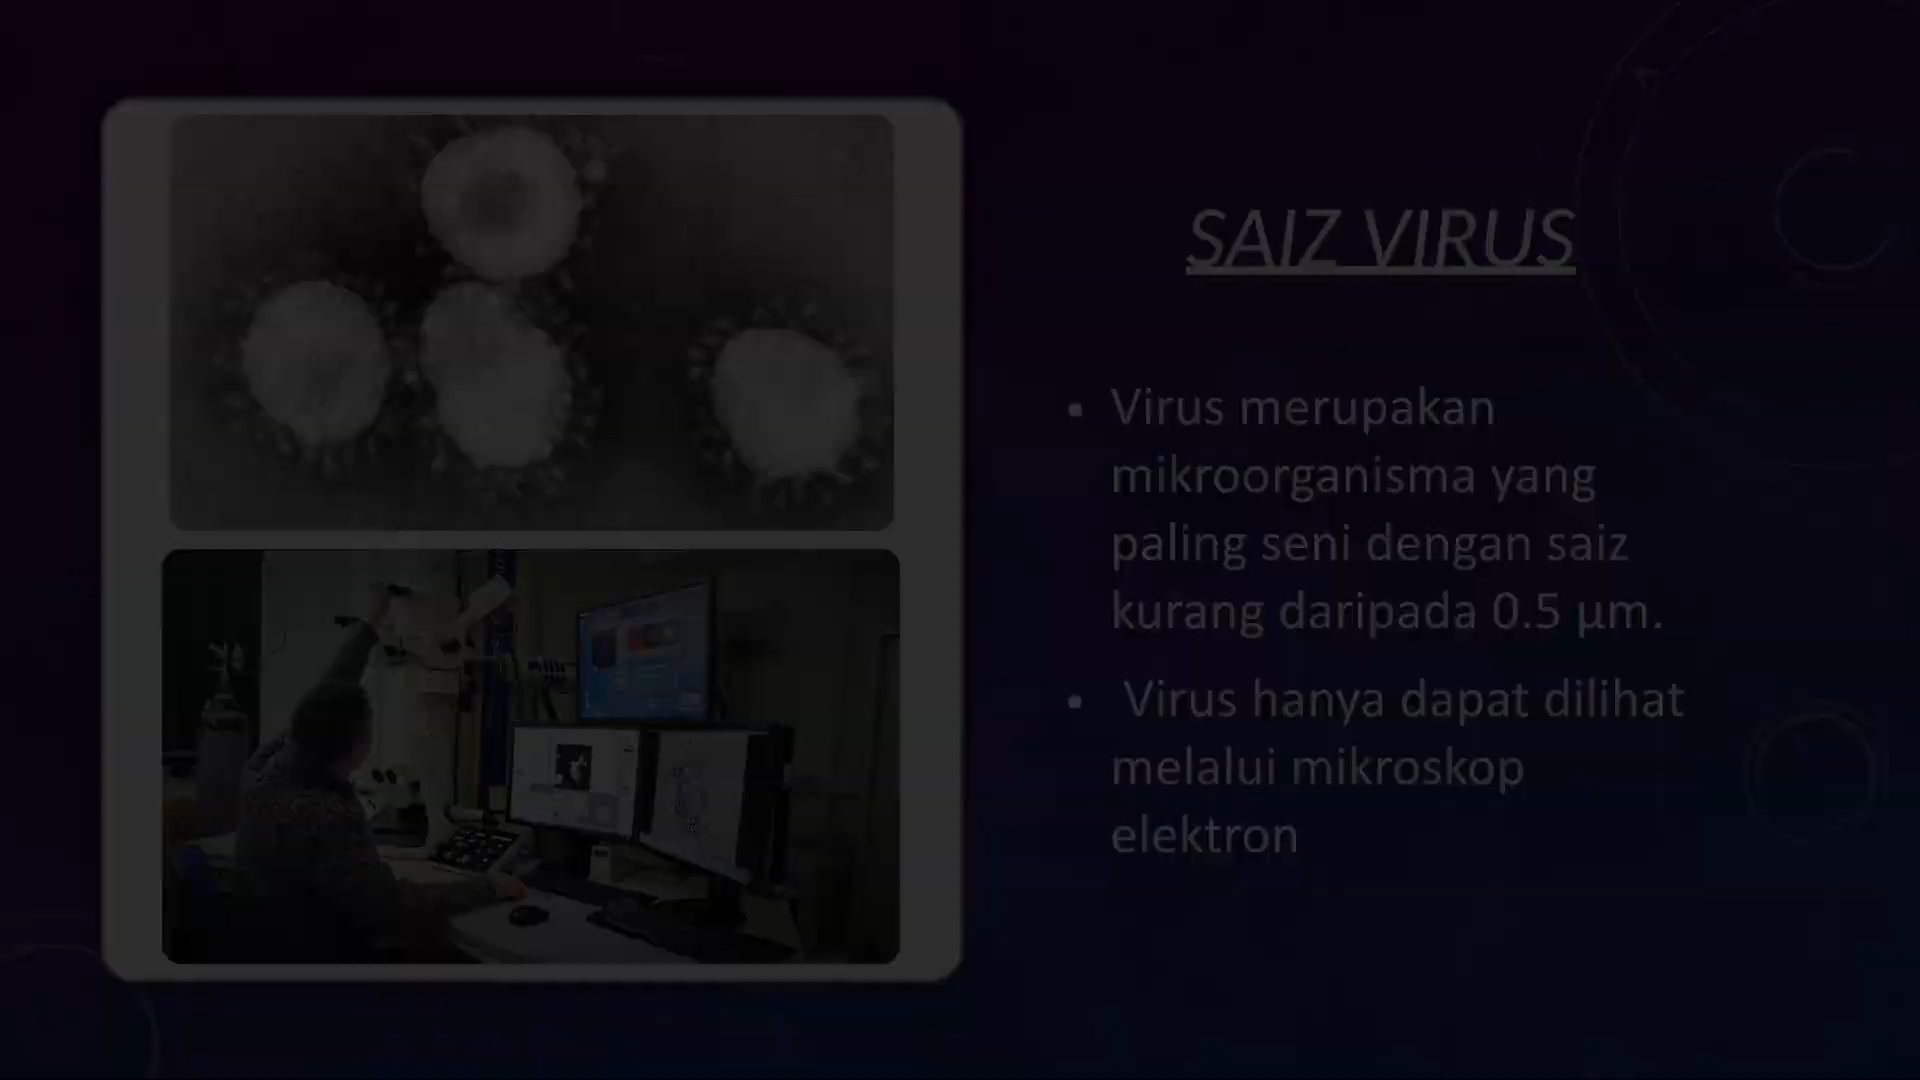 SAIZ VIRUS
• Virus merupakan
mikroorganisma yang
paling seni dengan saiz
kurang daripada 0.5 µm.
• Virus hanya dapat dilihat
melalui mikroskop
elektron